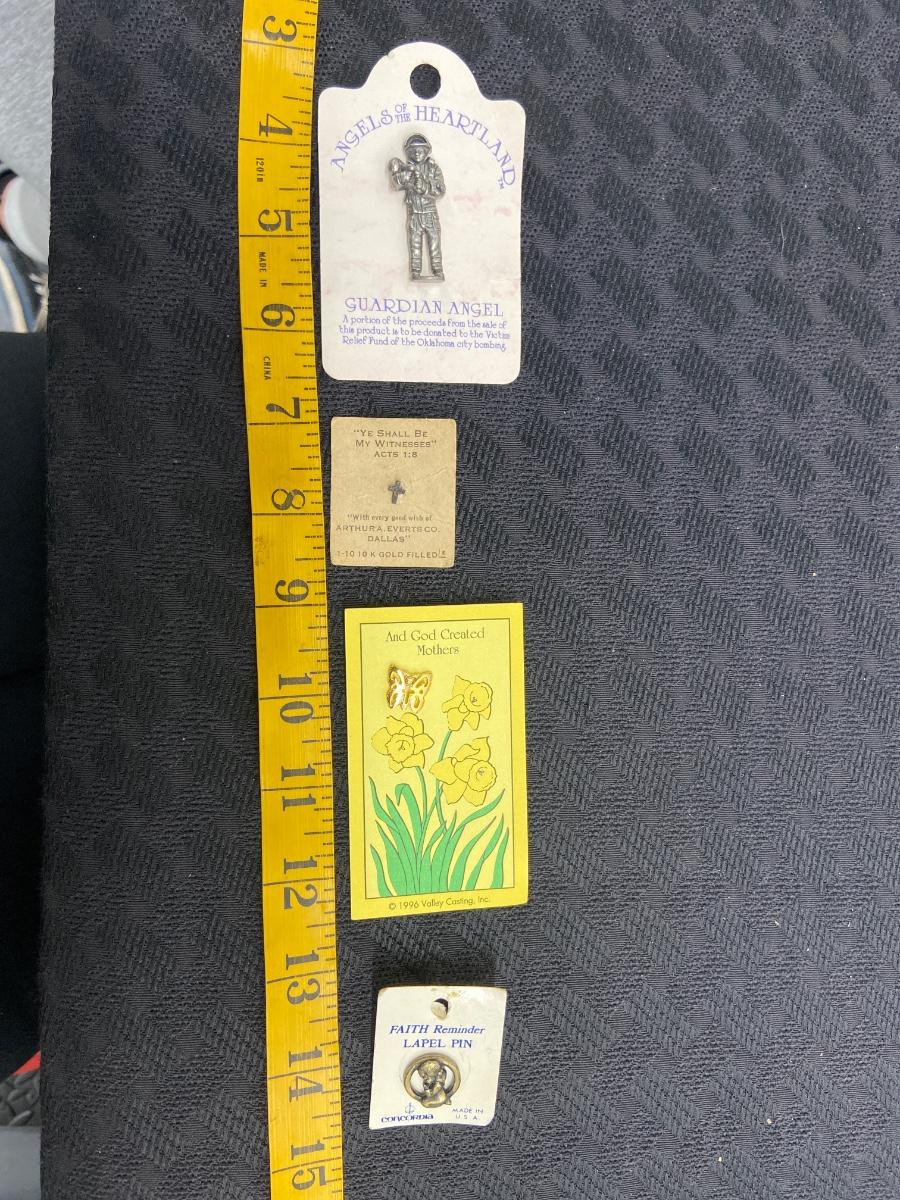 3
4
120in
5
MADE IN
6
CHINA
7
8
9
10
11
12
13
14
15
ANGELS OF THE HEARTLAND™
GUARDIAN ANGEL
A portion of the proceeds from the sale of
this product is to be donated to the Victim
Relief Fund of the Oklahoma city bombing.
"YE SHALL BE
MY WITNESSES"
ACTS 1:8
"With every good wish of
ARTHUR A. EVERTS CO.
DALLAS"
1-10 10 K GOLD FILLED
And God Created
Mothers
© 1996 Valley Casting, Inc.
FAITH Reminder
LAPEL PIN
CONCORDIA
MADE IN
U.S.A.